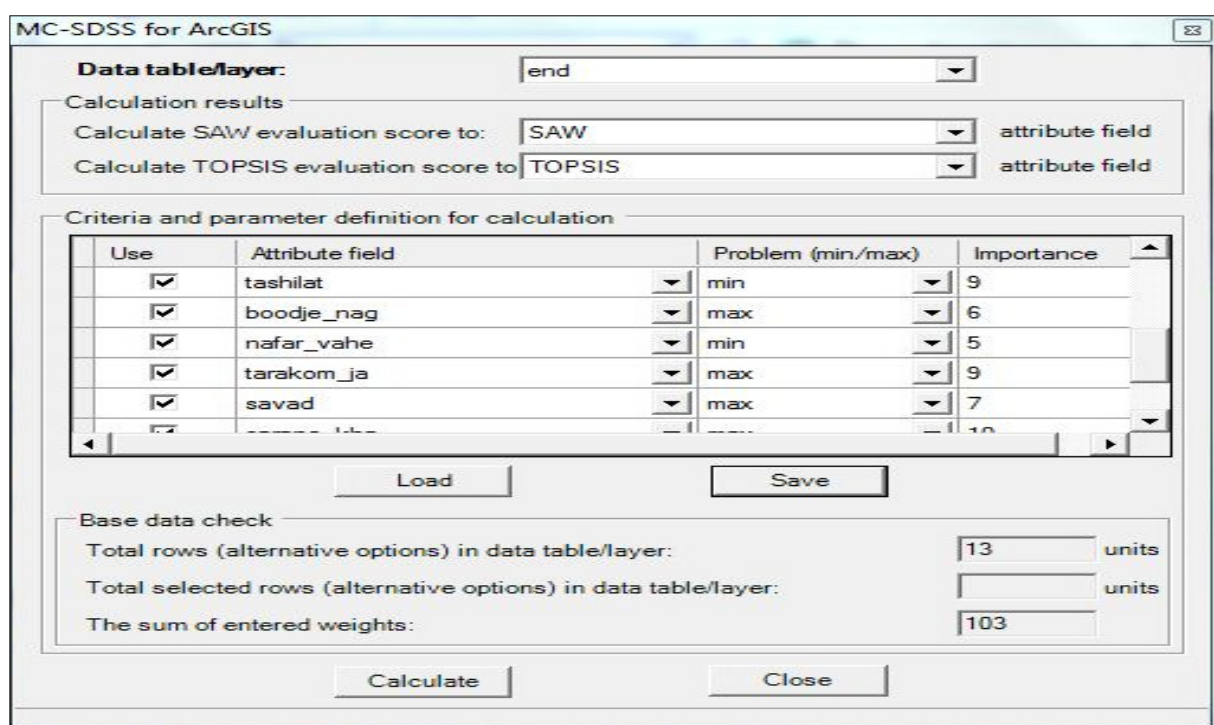 MC-SDSS for ArcGIS
Data table/layer: end
Calculation results
Calculate SAW evaluation score to: SAW attribute field
Calculate TOPSIS evaluation score to TOPSIS attribute field
Criteria and parameter definition for calculation
Use Attribute field Problem (min/max) Importance
tashilat min 9
boodje_nag max 6
nafar_vahe min 5
tarakom_ja max 9
savad max 7
Load Save
Base data check
Total rows (alternative options) in data table/layer: 13 units
Total selected rows (alternative options) in data table/layer: units
The sum of entered weights: 103
Calculate Close